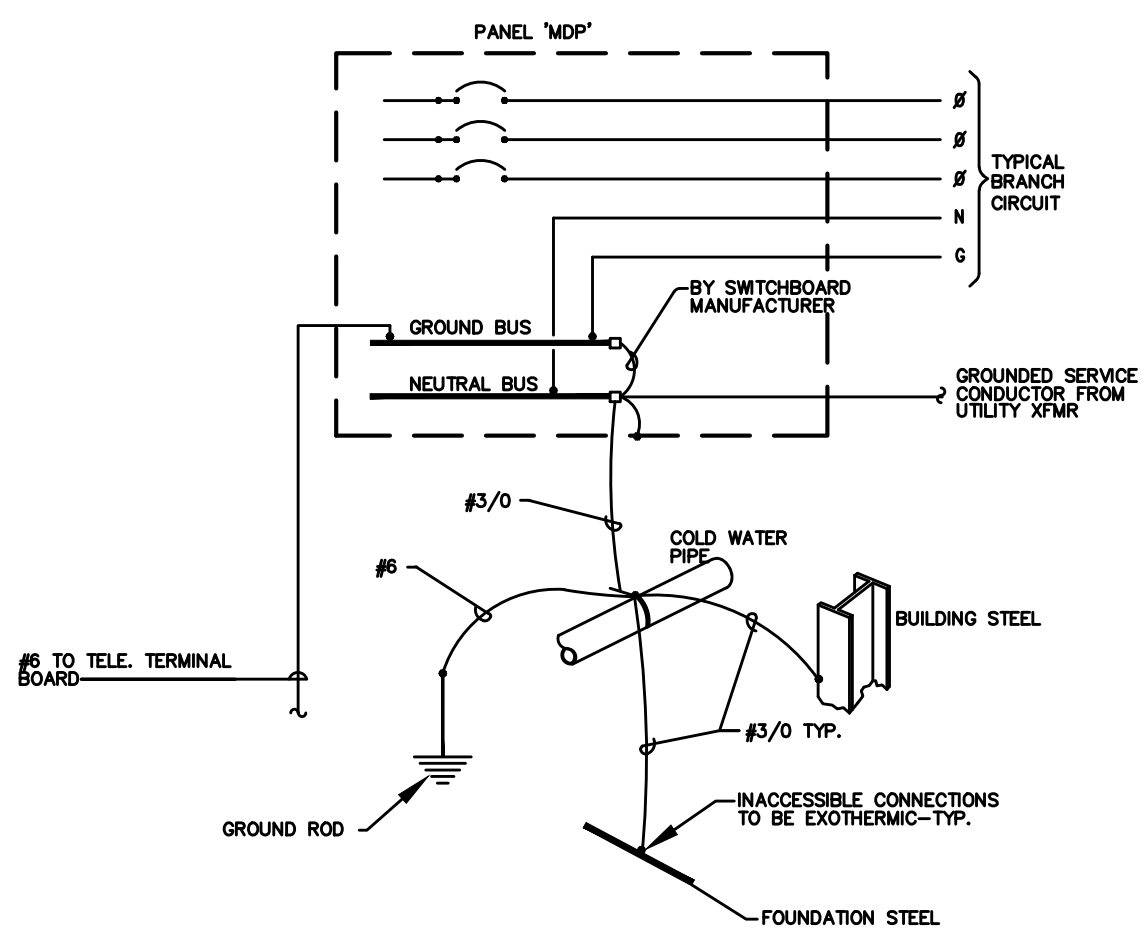 PANEL 'MDP'
Ø
Ø
Ø
N
G
TYPICAL
BRANCH
CIRCUIT
BY SWITCHBOARD
MANUFACTURER
GROUND BUS
NEUTRAL BUS
GROUNDED SERVICE
CONDUCTOR FROM
UTILITY XFMR
#3/0
COLD WATER
PIPE
#6
BUILDING STEEL
#6 TO TELE. TERMINAL
BOARD
#3/0 TYP.
INACCESSIBLE CONNECTIONS
TO BE EXOTHERMIC-TYP.
GROUND ROD
FOUNDATION STEEL